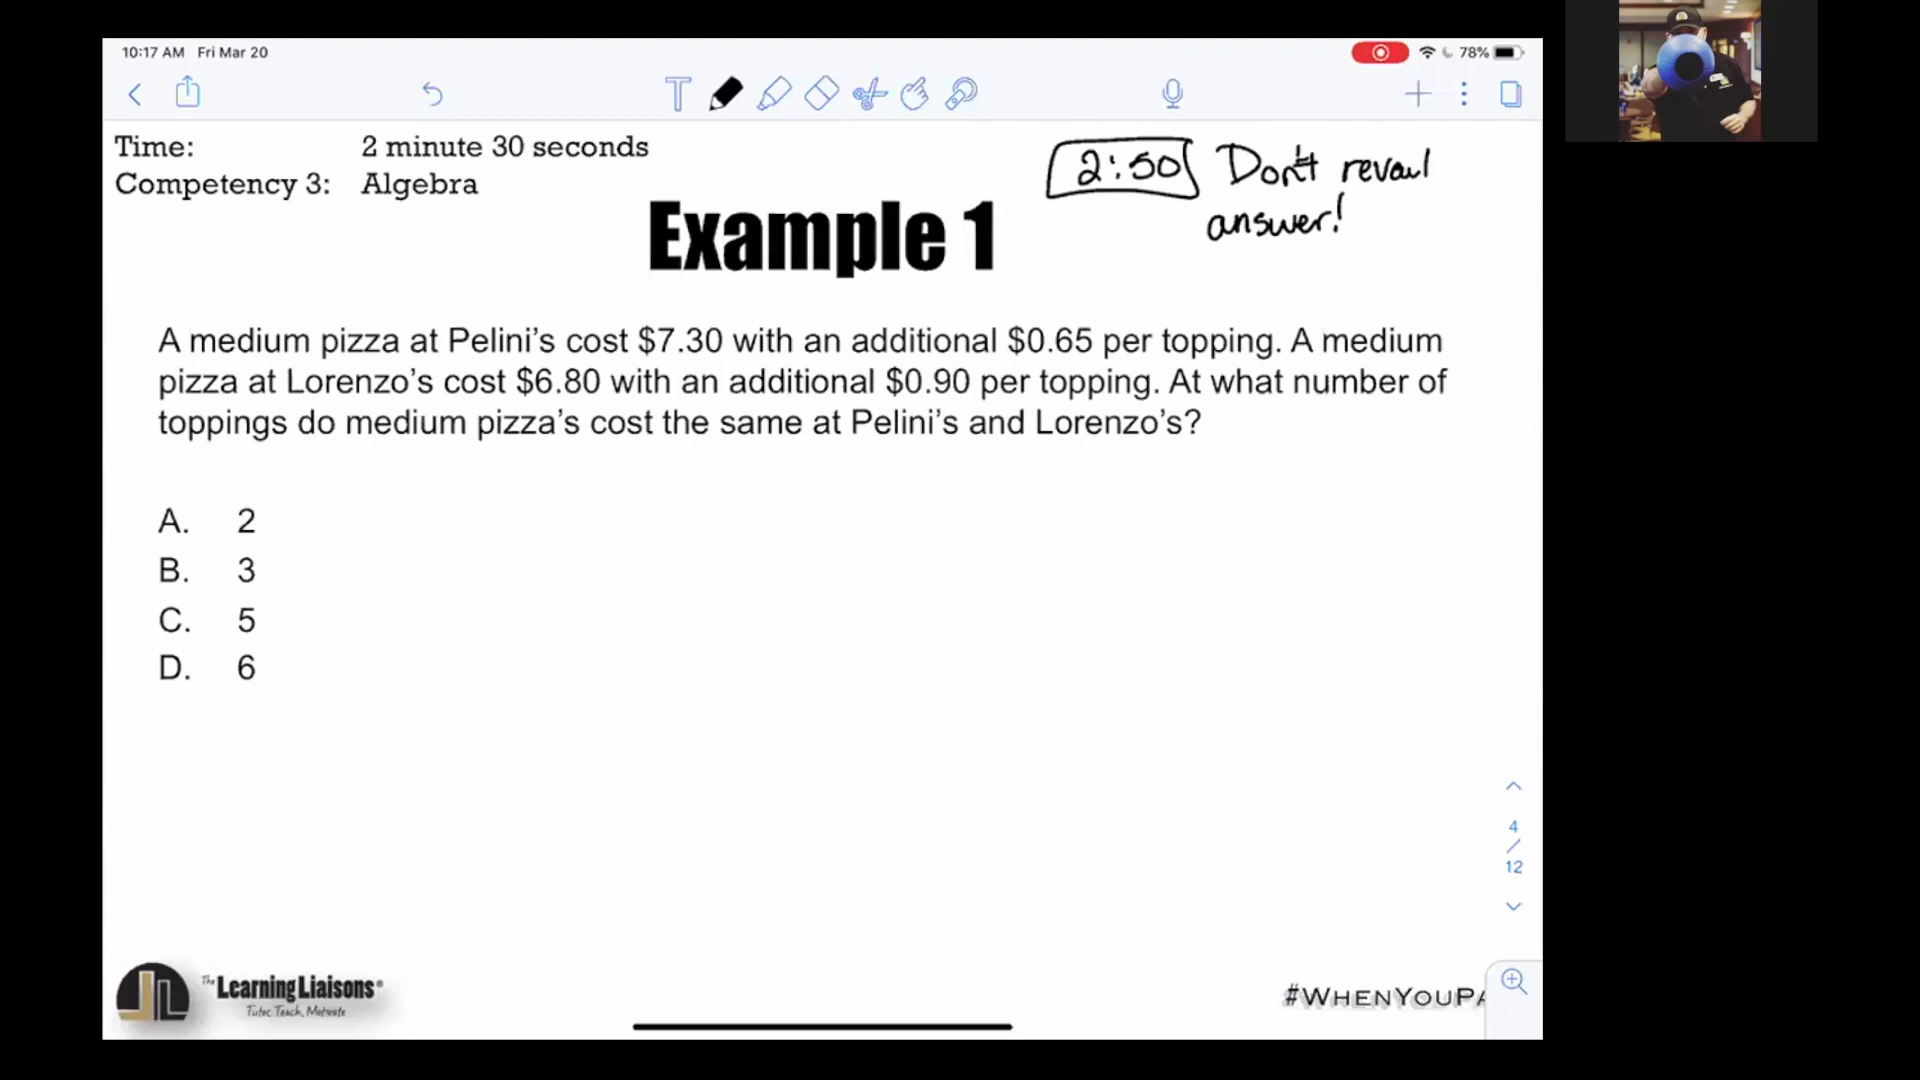 10:17 AM Fri Mar 20
78%
Time: 2 minute 30 seconds
Competency 3: Algebra
2:50 Don't reveal
answer!
Example 1
A medium pizza at Pelini’s cost $7.30 with an additional $0.65 per topping. A medium
pizza at Lorenzo’s cost $6.80 with an additional $0.90 per topping. At what number of
toppings do medium pizza’s cost the same at Pelini’s and Lorenzo’s?
A. 2
B. 3
C. 5
D. 6
4
/
12
The Learning Liaisons®
Tutor, Teach, Motivate
#WHENYOUPA